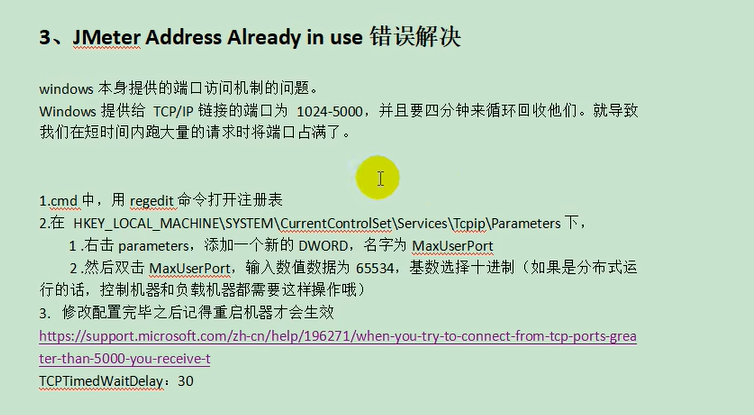 3、JMeter Address Already in use 错误解决
windows 本身提供的端口访问机制的问题。
Windows 提供给 TCP/IP 链接的端口为 1024-5000，并且要四分钟来循环回收他们。就导致
我们在短时间内跑大量的请求时将端口占满了。
1.cmd 中，用 regedit 命令打开注册表
2.在 HKEY_LOCAL_MACHINE\SYSTEM\CurrentControlSet\Services\Tcpip\Parameters 下，
1 .右击 parameters，添加一个新的 DWORD，名字为 MaxUserPort
2 .然后双击 MaxUserPort，输入数值数据为 65534，基数选择十进制（如果是分布式运
行的话，控制机器和负载机器都需要这样操作哦）
3. 修改配置完毕之后记得重启机器才会生效
https://support.microsoft.com/zh-cn/help/196271/when-you-try-to-connect-from-tcp-ports-grea
ter-than-5000-you-receive-t
TCPTimedWaitDelay：30